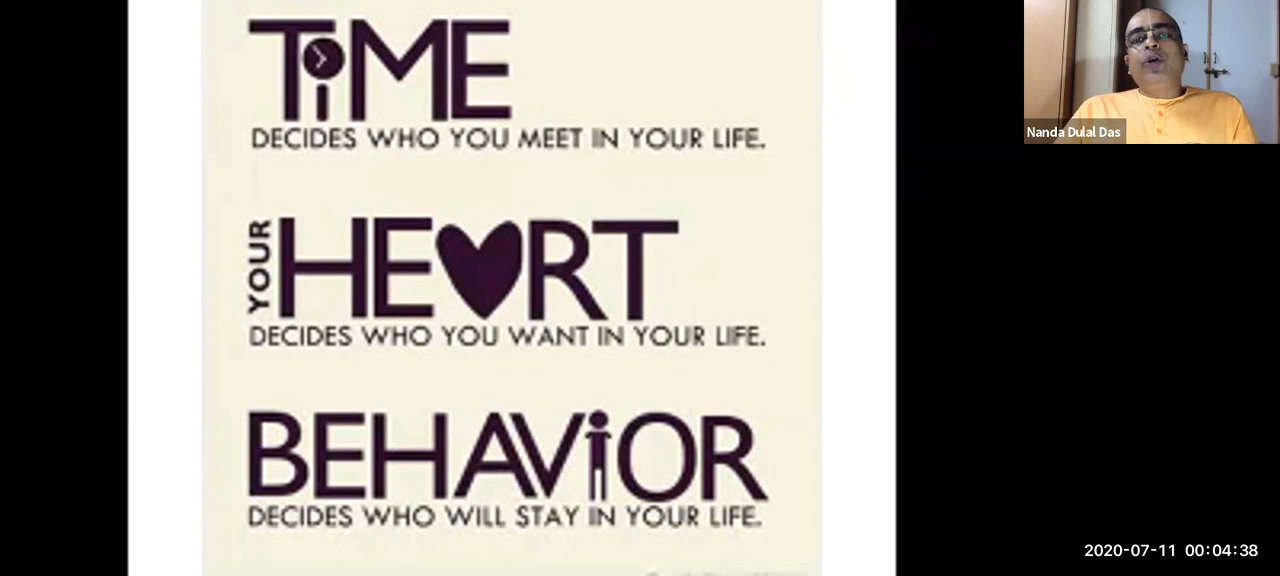 TiME
DECIDES WHO YOU MEET IN YOUR LIFE.
YOUR HEART
DECIDES WHO YOU WANT IN YOUR LIFE.
BEHAViOR
DECIDES WHO WILL STAY IN YOUR LIFE.
Nanda Dulal Das
2020-07-11 00:04:38